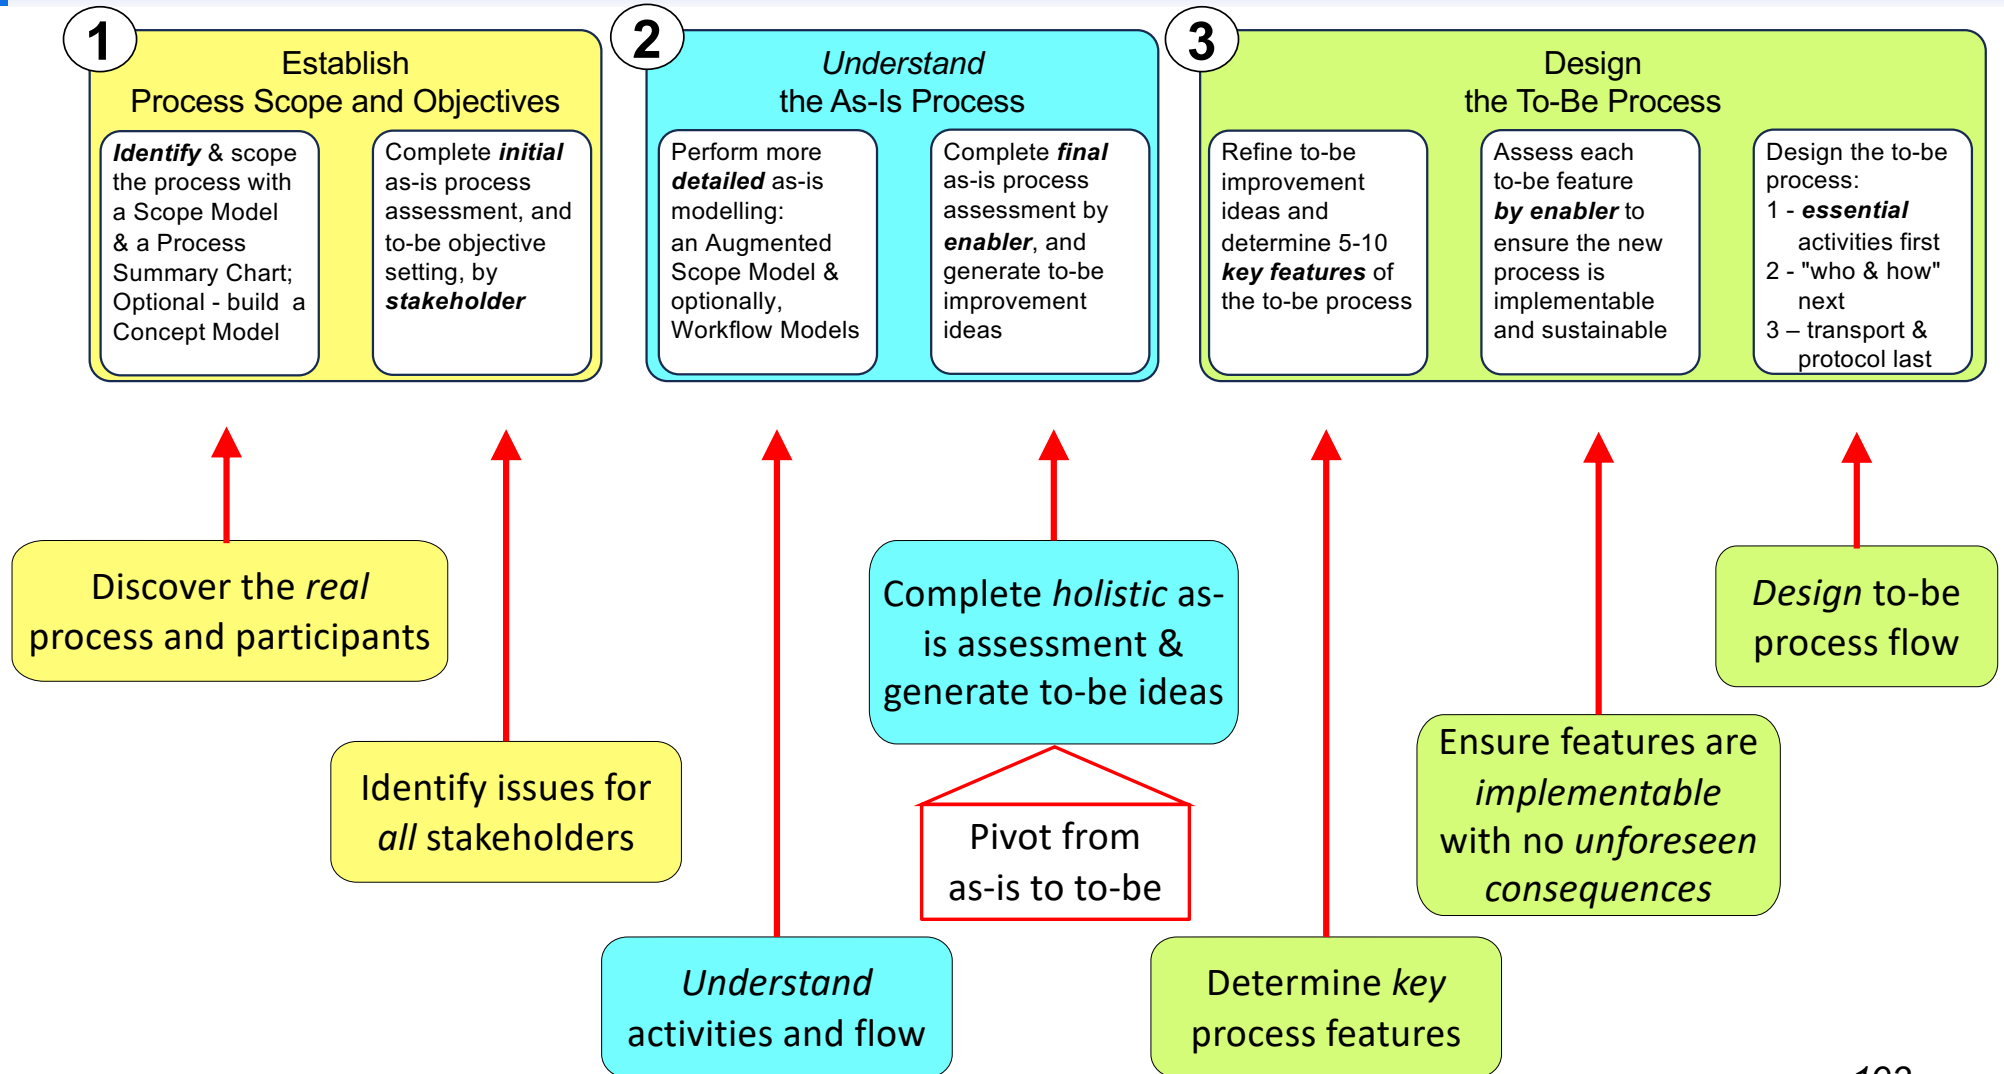 1
Establish
Process Scope and Objectives
Identify & scope
the process with
a Scope Model
& a Process
Summary Chart;
Optional - build a
Concept Model
Complete initial
as-is process
assessment, and
to-be objective
setting, by
stakeholder
2
Understand
the As-Is Process
Perform more
detailed as-is
modelling:
an Augmented
Scope Model &
optionally,
Workflow Models
Complete final
as-is process
assessment by
enabler, and
generate to-be
improvement
ideas
3
Design
the To-Be Process
Refine to-be
improvement
ideas and
determine 5-10
key features of
the to-be process
Assess each
to-be feature
by enabler to
ensure the new
process is
implementable
and sustainable
Design the to-be
process:
1 - essential
activities first
2 - "who & how"
next
3 – transport &
protocol last
Discover the real
process and participants
Identify issues for
all stakeholders
Understand
activities and flow
Complete holistic as-
is assessment &
generate to-be ideas
Pivot from
as-is to to-be
Determine key
process features
Ensure features are
implementable
with no unforeseen
consequences
Design to-be
process flow